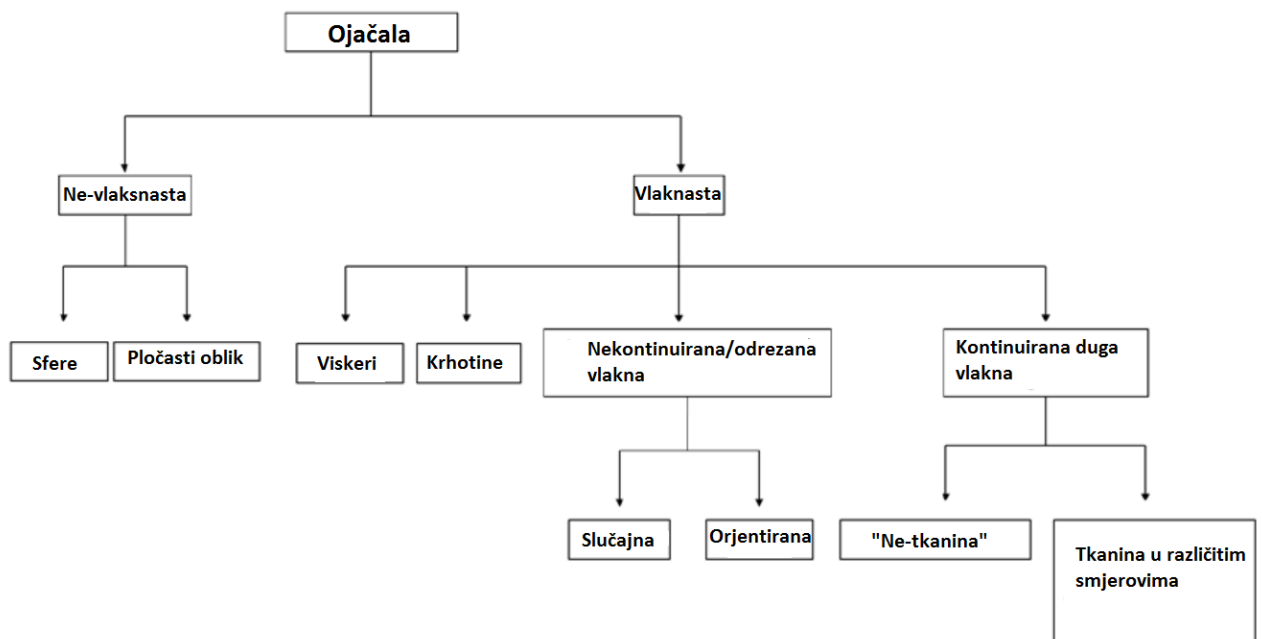 Ojačala
Ne-vlaksnasta
Vlaknasta
Sfere
Pločasti oblik
Viskeri
Krhotine
Nekontinuirana/odrezana
vlakna
Kontinuirana duga
vlakna
Slučajna
Orjentirana
"Ne-tkanina"
Tkanina u različitim
smjerovima